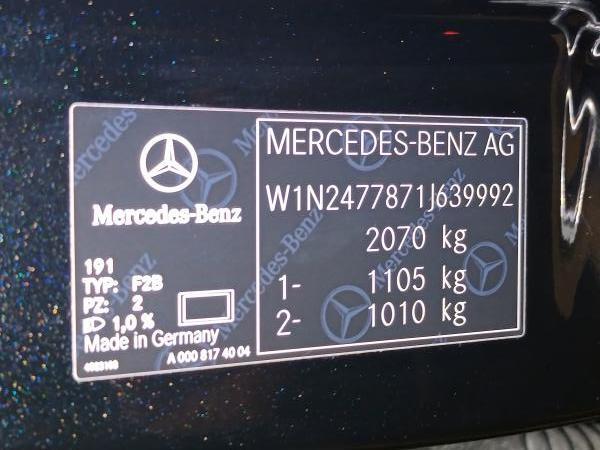 Mercedes-Benz
191
TYP: F2B
PZ: 2
1,0 %
Made in Germany
A 000 817 40 04
MERCEDES-BENZ AG
W1N2477871J639992
2070 kg
1- 1105 kg
2- 1010 kg